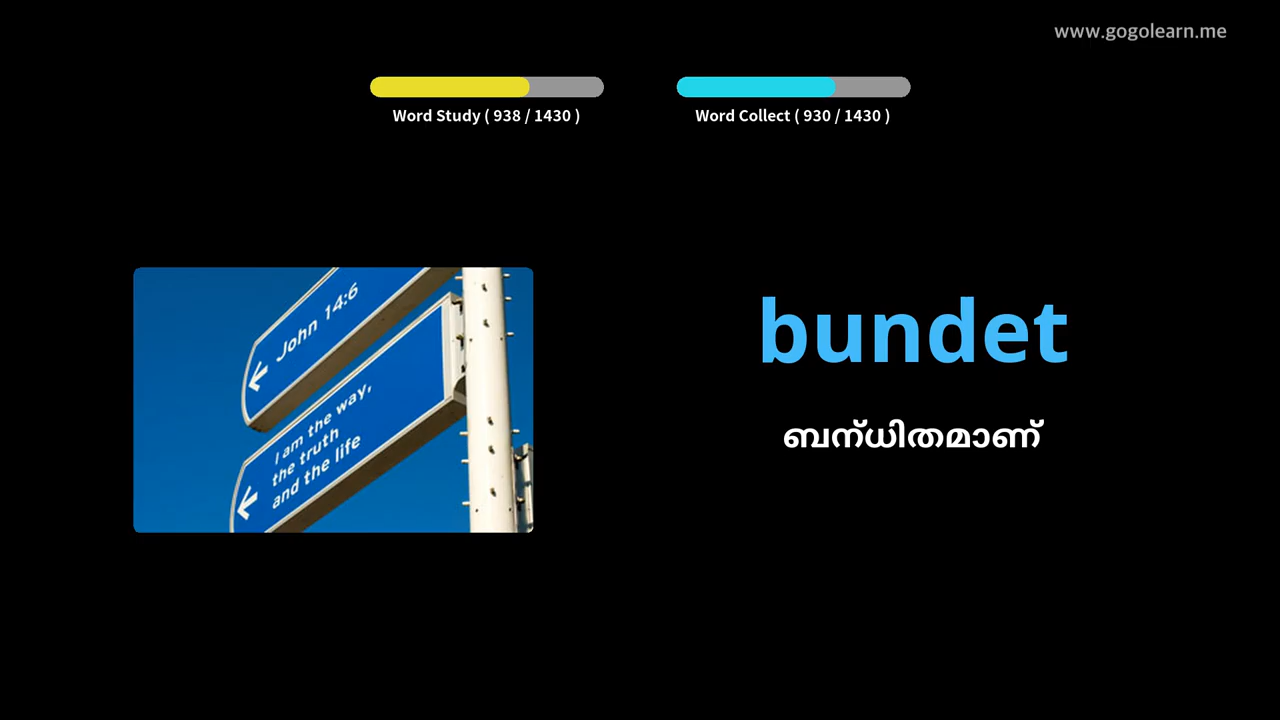 www.gogolearn.me
Word Study ( 938 / 1430 )
Word Collect ( 930 / 1430 )
John 14:6
I am the way,
the truth
and the life
bundet
ബന്ധിതമാണ്